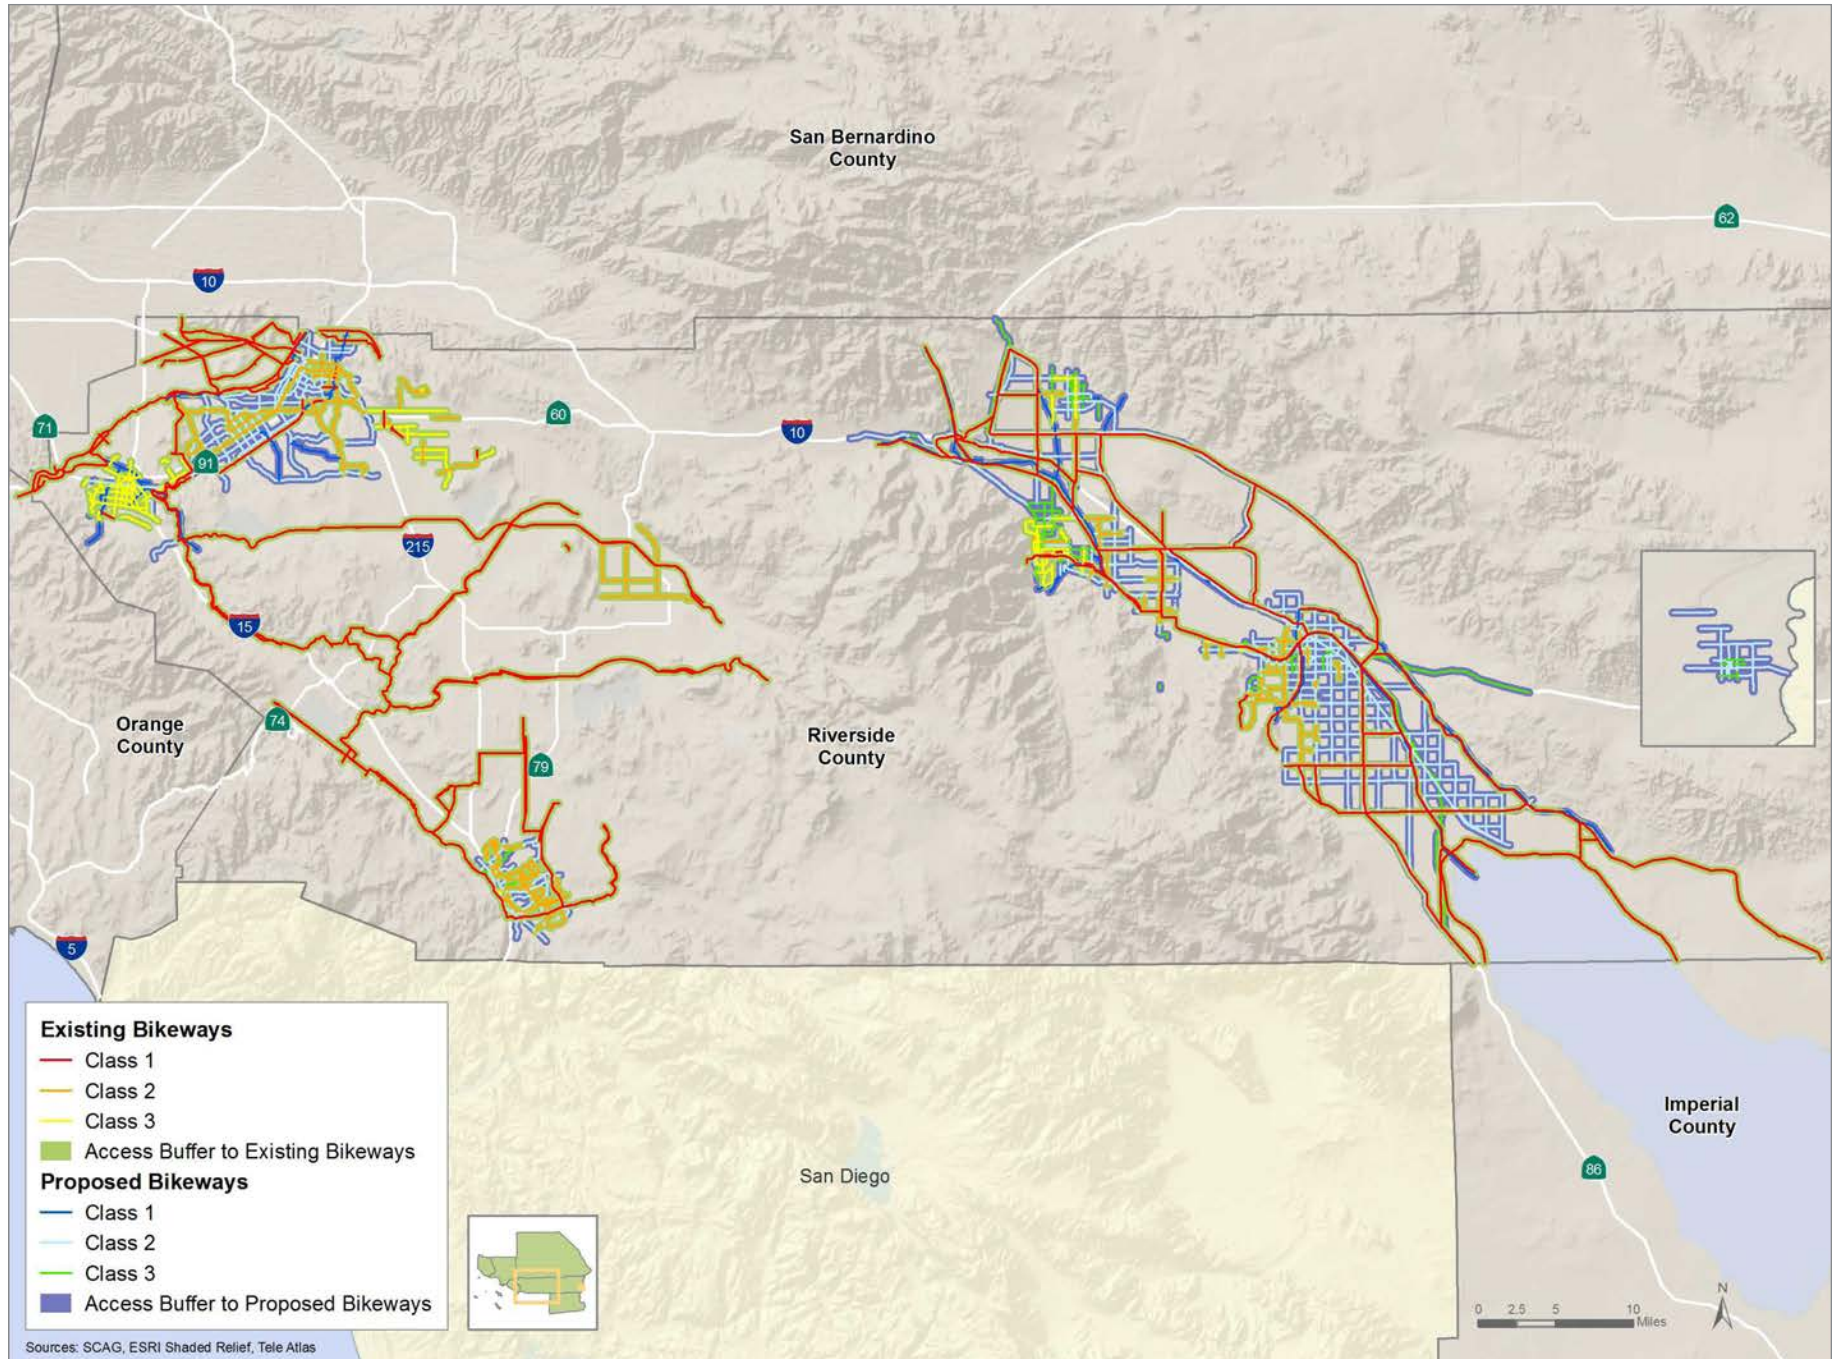 San Bernardino
County
62
10
71
60
10
91
215
15
Orange
County
74
Riverside
County
79
5
Existing Bikeways
Class 1
Class 2
Class 3
Access Buffer to Existing Bikeways
Proposed Bikeways
Class 1
Class 2
Class 3
Access Buffer to Proposed Bikeways
San Diego
Imperial
County
86
N
0 2.5 5 10
Miles
Sources: SCAG, ESRI Shaded Relief, Tele Atlas